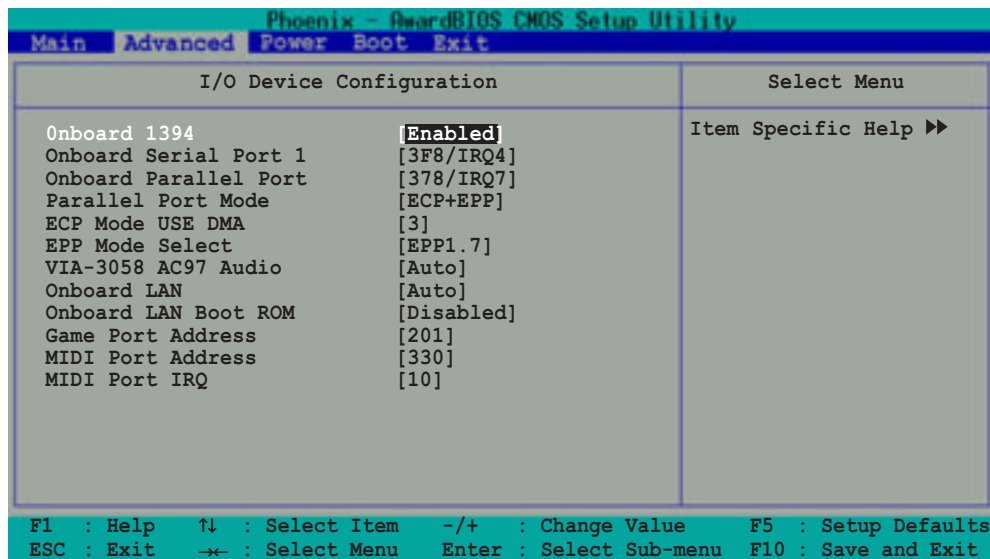 Phoenix - AwardBIOS CMOS Setup Utility
Main Advanced Power Boot Exit
I/O Device Configuration
Select Menu
0nboard 1394 [Enabled]
Item Specific Help ▶▶
Onboard Serial Port 1 [3F8/IRQ4]
Onboard Parallel Port [378/IRQ7]
Parallel Port Mode [ECP+EPP]
ECP Mode USE DMA [3]
EPP Mode Select [EPP1.7]
VIA-3058 AC97 Audio [Auto]
Onboard LAN [Auto]
Onboard LAN Boot ROM [Disabled]
Game Port Address [201]
MIDI Port Address [330]
MIDI Port IRQ [10]
F1 : Help ↑↓ : Select Item -/+ : Change Value F5 : Setup Defaults
ESC : Exit →← : Select Menu Enter : Select Sub-menu F10 : Save and Exit